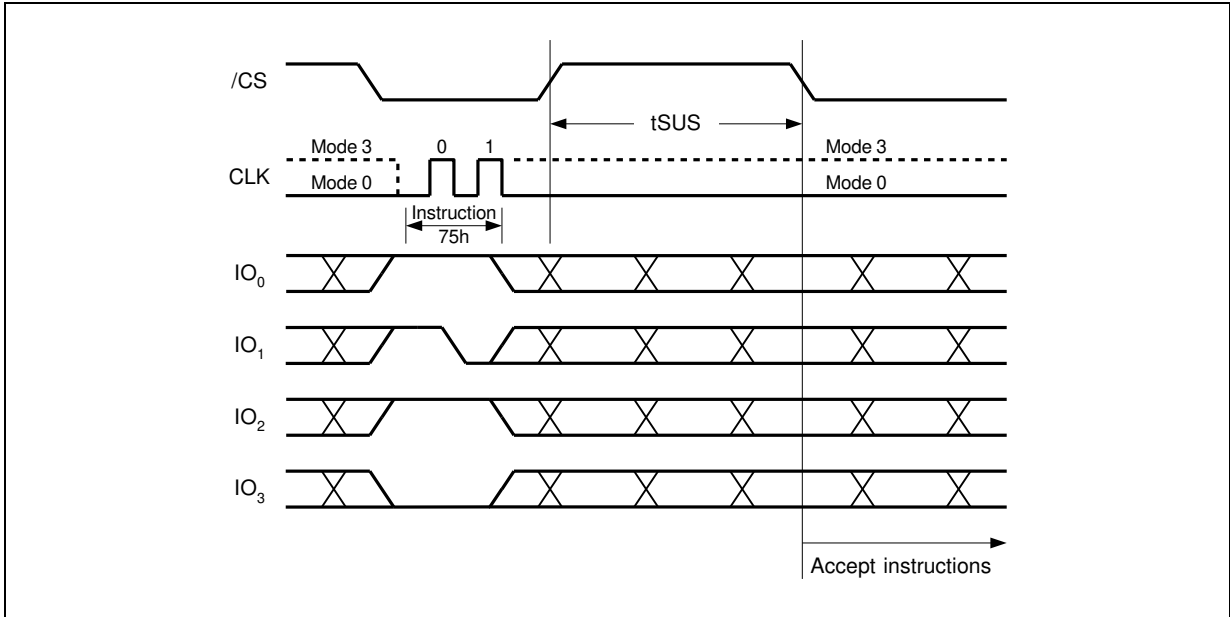 /CS
tSUS
Mode 3 0 1 Mode 3
CLK
Mode 0 Mode 0
Instruction
75h
IO0
IO1
IO2
IO3
Accept instructions